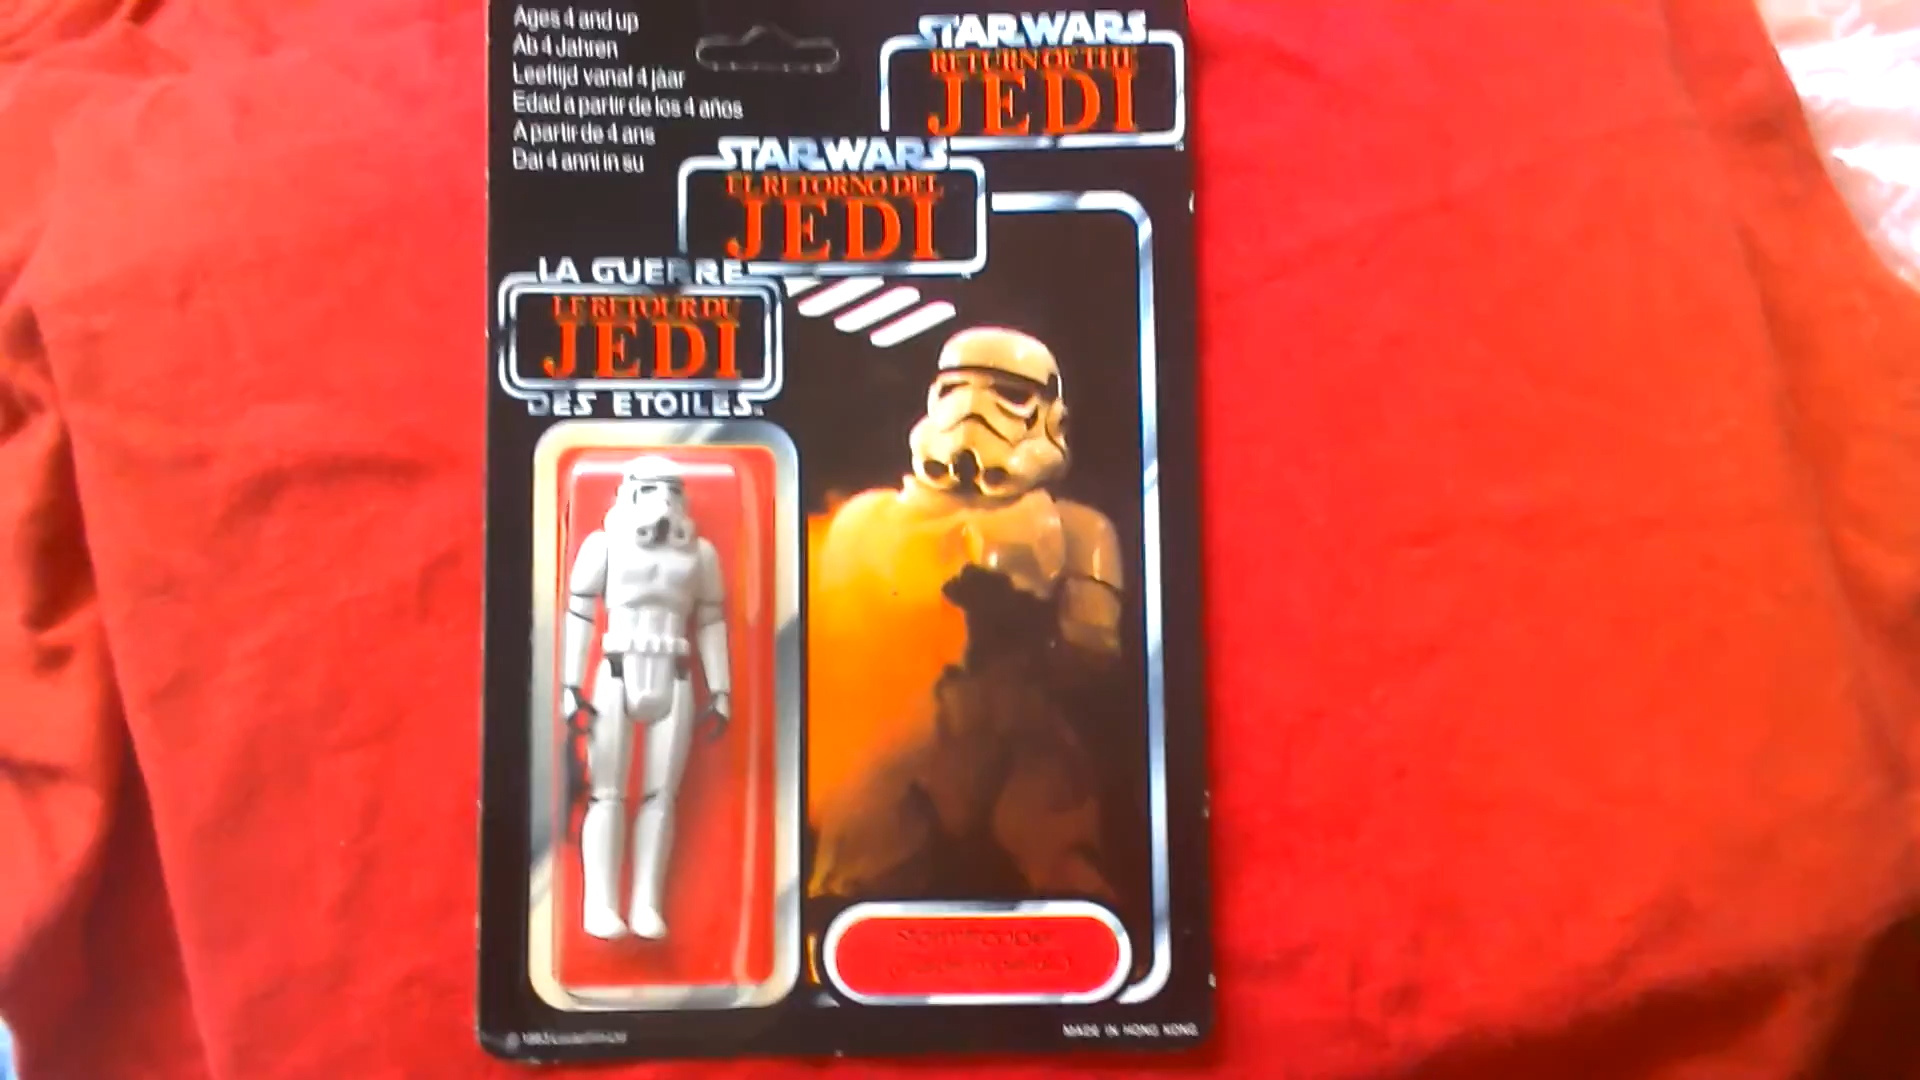 Ages 4 and up
Ab 4 Jahren
Leeftijd vanaf 4 jaar
Edad a partir de los 4 años
A partir de 4 ans
Dai 4 anni in su
STAR WARS
RETURN OF THE
JEDI
STAR WARS
EL RETORNO DEL
JEDI
LA GUERRE
LE RETOUR DU
JEDI
DES ETOILES.
Stormtrooper
MADE IN HONG KONG